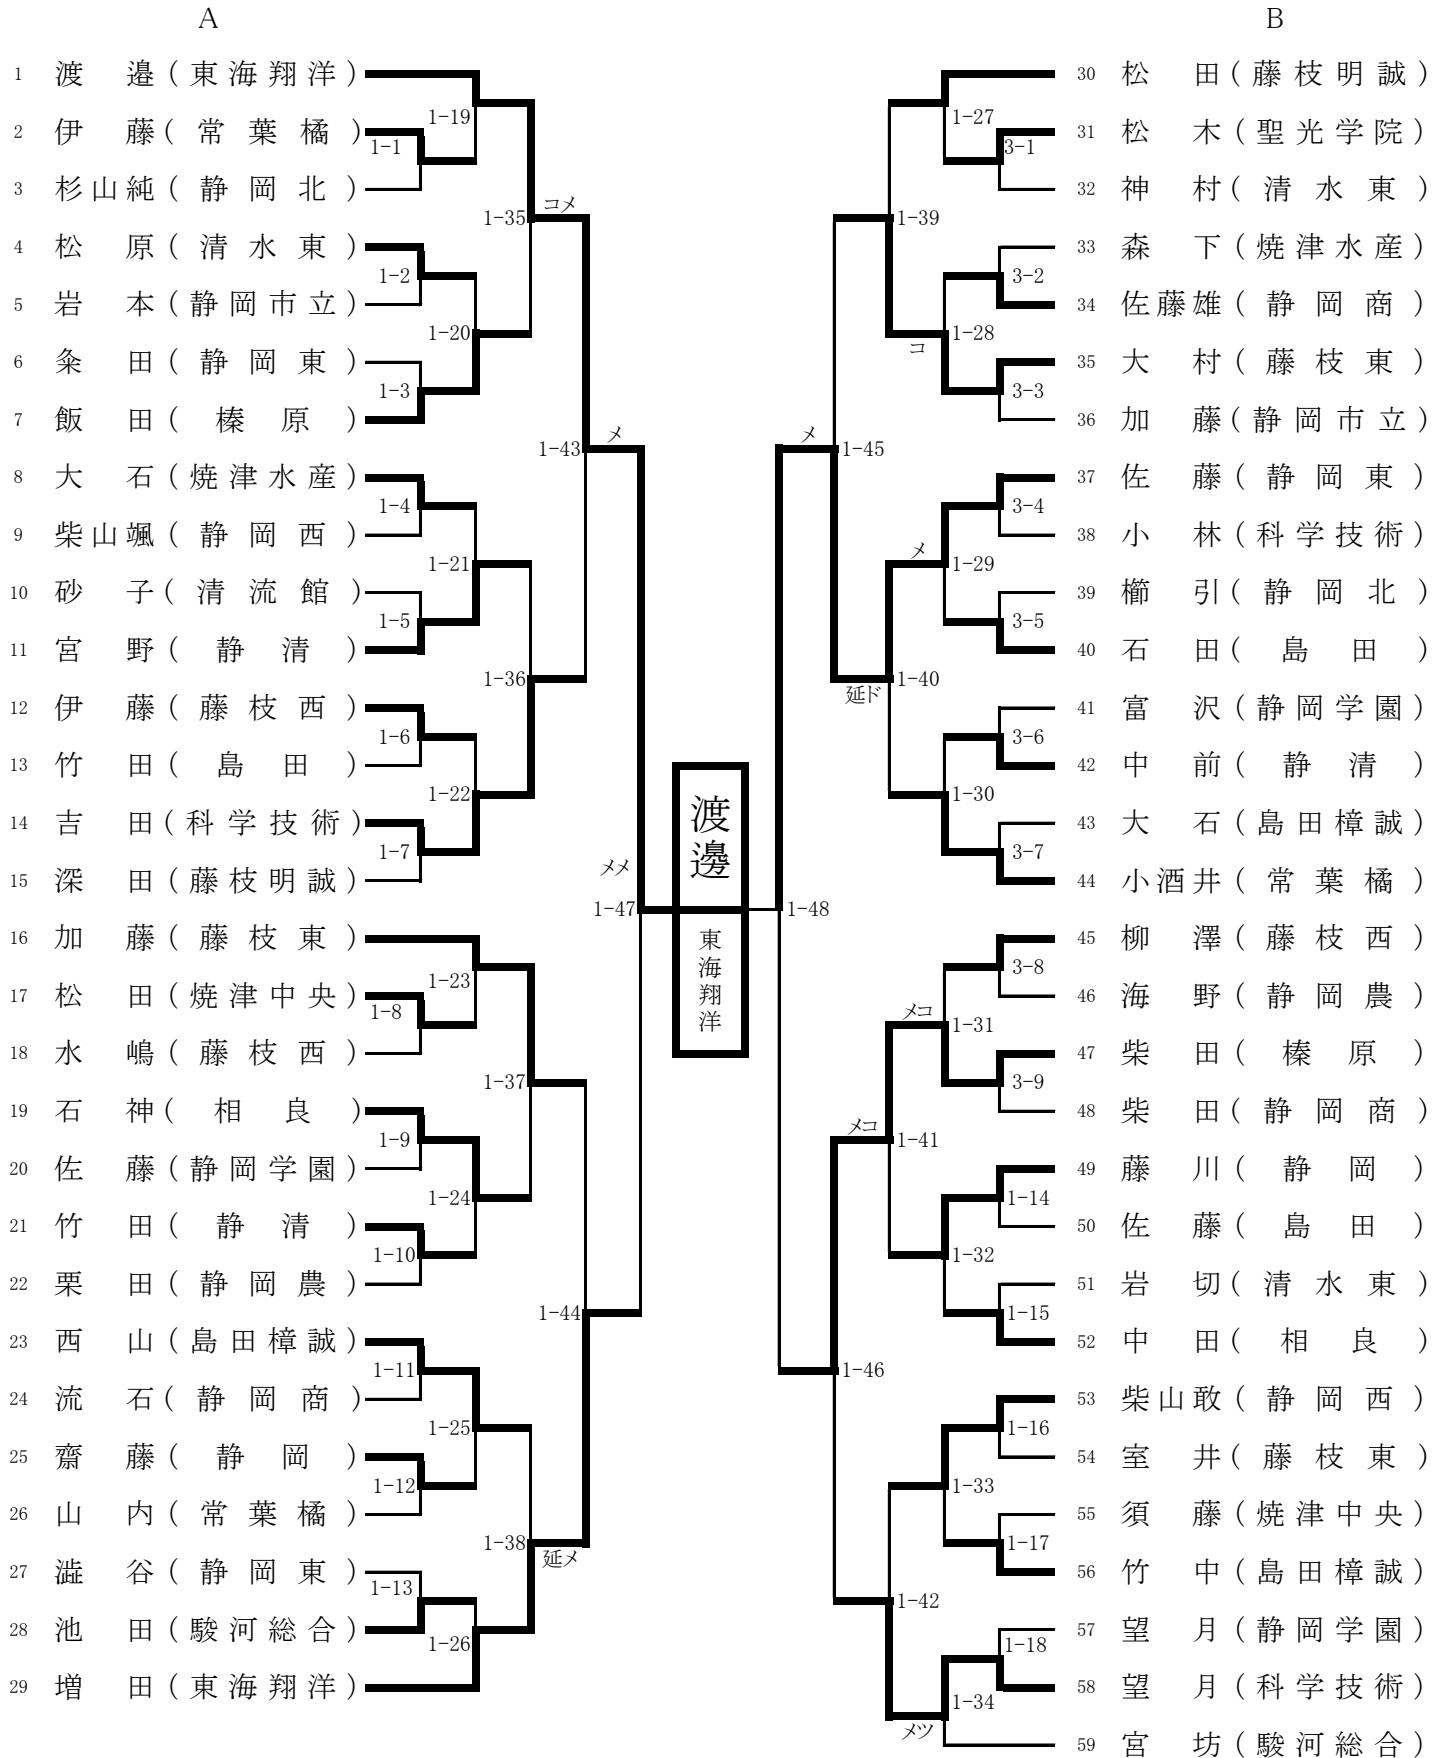 A
1 渡邉(東海翔洋)
2 伊藤(常葉橘)
3 杉山純(静岡北)
4 松原(清水東)
5 岩本(静岡市立)
6 粂田(静岡東)
7 飯田(榛原)
8 大石(焼津水産)
9 柴山颯(静岡西)
10 砂子(清流館)
11 宮野(静清)
12 伊藤(藤枝西)
13 竹田(島田)
14 吉田(科学技術)
15 深田(藤枝明誠)
16 加藤(藤枝東)
17 松田(焼津中央)
18 水嶋(藤枝西)
19 石神(相良)
20 佐藤(静岡学園)
21 竹田(静清)
22 栗田(静岡農)
23 西山(島田樟誠)
24 流石(静岡商)
25 齋藤(静岡)
26 山内(常葉橘)
27 澁谷(静岡東)
28 池田(駿河総合)
29 増田(東海翔洋)
1-1
1-2
1-3
1-4
1-5
1-6
1-7
1-8
1-9
1-10
1-11
1-12
1-13
1-19
1-20
1-21
1-22
1-23
1-24
1-25
1-26
1-35
1-36
1-37
1-38
コメ
延メ
1-43
1-44
メ
メメ
1-47
渡邊
東海翔洋
1-48
メ
1-45
1-46
延ド
メコ
1-39
1-40
1-41
1-42
コ
メ
メコ
メツ
1-27
1-28
1-29
1-30
1-31
1-32
1-33
1-34
3-1
3-2
3-3
3-4
3-5
3-6
3-7
3-8
3-9
1-14
1-15
1-16
1-17
1-18
B
30 松田(藤枝明誠)
31 松木(聖光学院)
32 神村(清水東)
33 森下(焼津水産)
34 佐藤雄(静岡商)
35 大村(藤枝東)
36 加藤(静岡市立)
37 佐藤(静岡東)
38 小林(科学技術)
39 櫛引(静岡北)
40 石田(島田)
41 富沢(静岡学園)
42 中前(静清)
43 大石(島田樟誠)
44 小酒井(常葉橘)
45 柳澤(藤枝西)
46 海野(静岡農)
47 柴田(榛原)
48 柴田(静岡商)
49 藤川(静岡)
50 佐藤(島田)
51 岩切(清水東)
52 中田(相良)
53 柴山敢(静岡西)
54 室井(藤枝東)
55 須藤(焼津中央)
56 竹中(島田樟誠)
57 望月(静岡学園)
58 望月(科学技術)
59 宮坊(駿河総合)